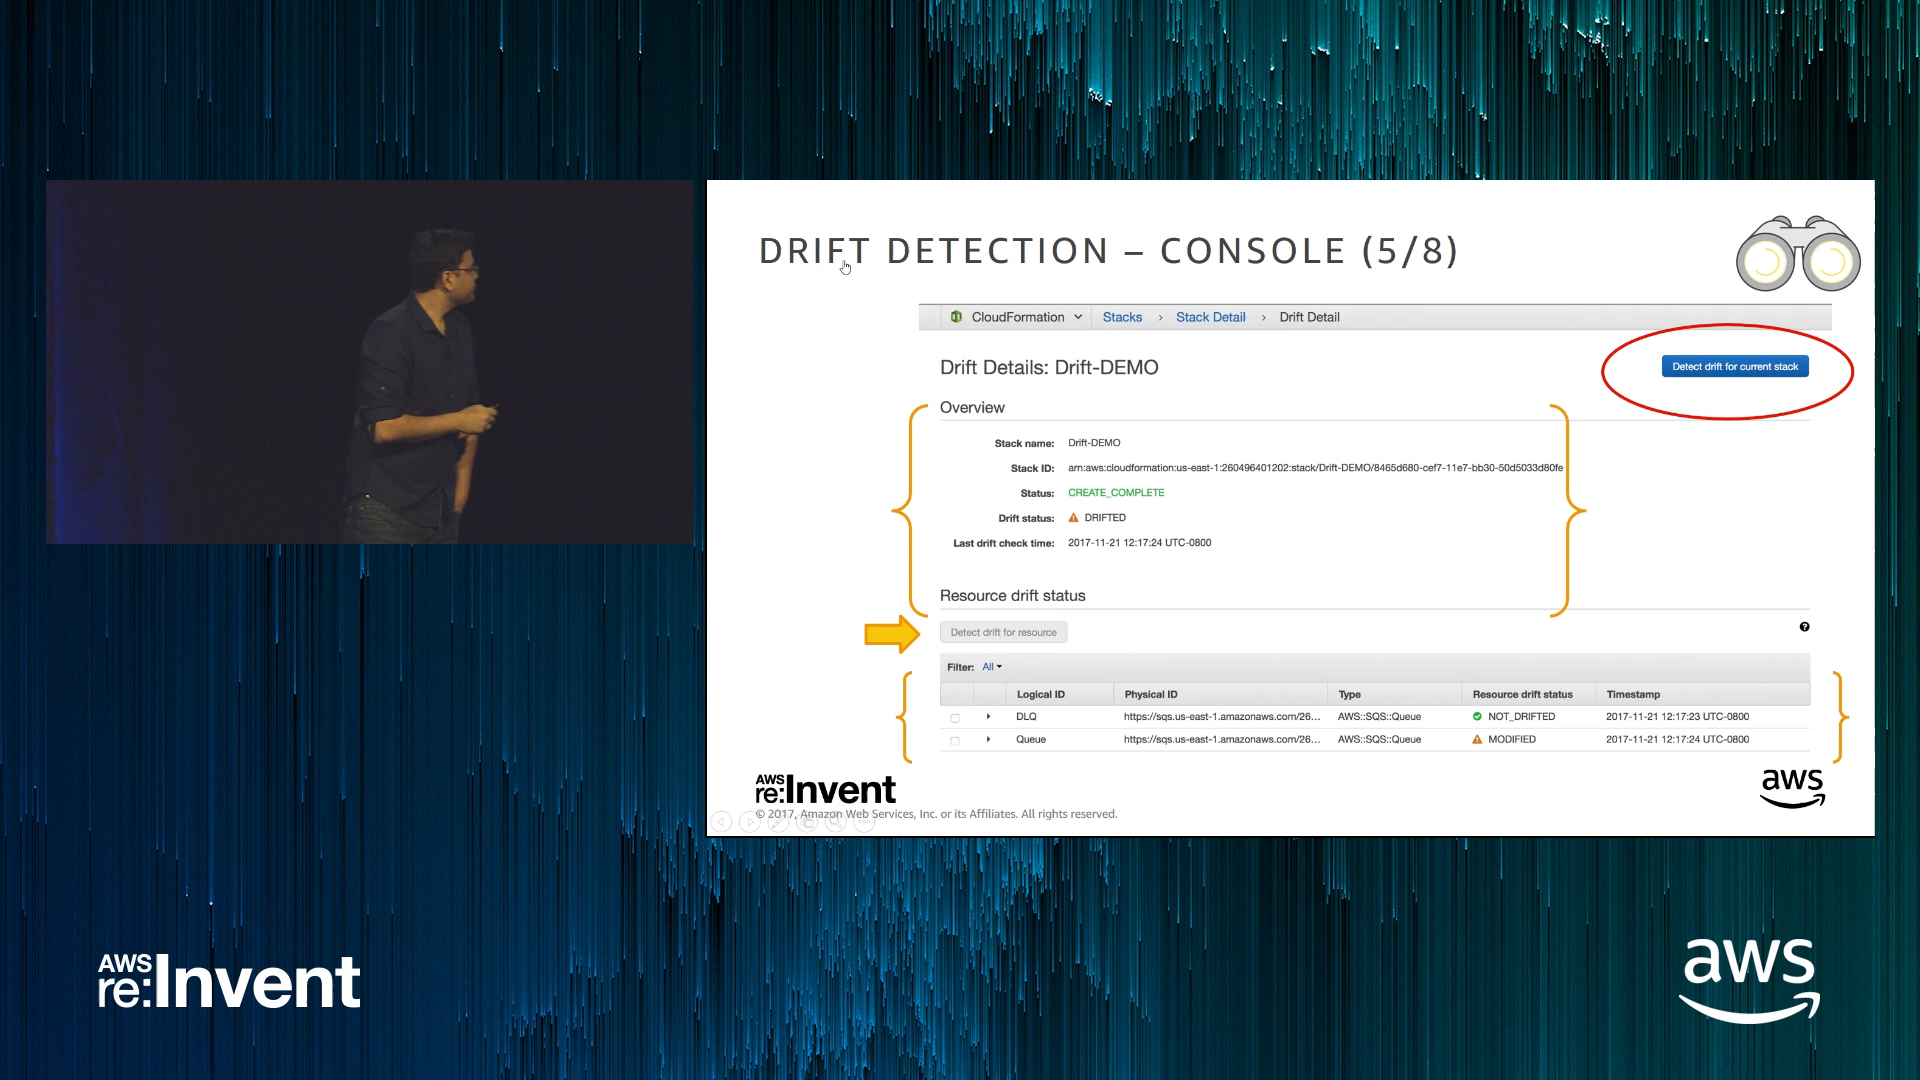 DRIFT DETECTION – CONSOLE (5/8)
CloudFormation Stacks › Stack Detail › Drift Detail
Drift Details: Drift-DEMO
Detect drift for current stack
Overview
Stack name: Drift-DEMO
Stack ID: arn:aws:cloudformation:us-east-1:260496401202:stack/Drift-DEMO/8465d680-cef7-11e7-bb30-50d5033d80fe
Status: CREATE_COMPLETE
Drift status: DRIFTED
Last drift check time: 2017-11-21 12:17:24 UTC-0800
Resource drift status
Detect drift for resource
Filter: All
Logical ID Physical ID Type Resource drift status Timestamp
DLQ https://sqs.us-east-1.amazonaws.com/26... AWS::SQS::Queue NOT_DRIFTED 2017-11-21 12:17:23 UTC-0800
Queue https://sqs.us-east-1.amazonaws.com/26... AWS::SQS::Queue MODIFIED 2017-11-21 12:17:24 UTC-0800
AWS
re:Invent
aws
© 2017, Amazon Web Services, Inc. or its Affiliates. All rights reserved.
AWS
re:Invent
aws